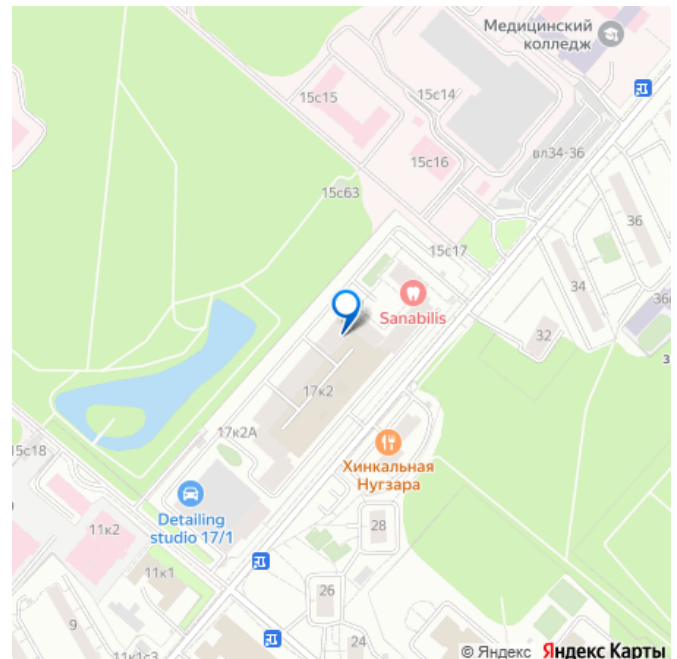 Медицинский
колледж
15с15
15с14
вл34-36
15с16
15с63
36
15с17
34
36
Sanabilis
32
17к2
17к2А
15с18
Хинкальная
Нугзара
Detailing
studio 17/1
11к2
28
11к1
26
9
24
11к1с3
© Яндекс Яндекс Карты